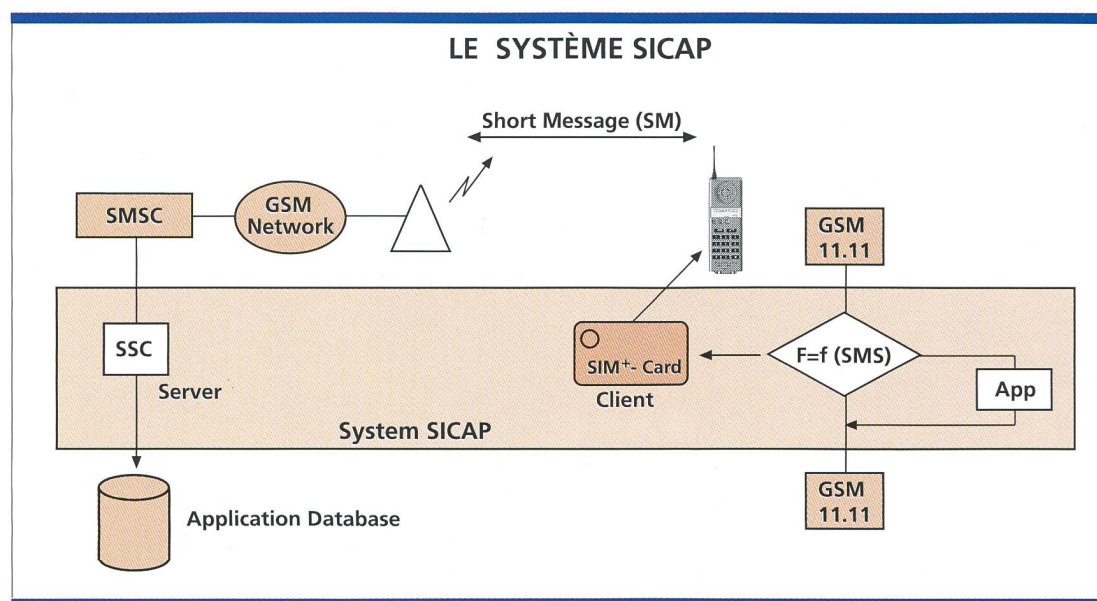 LE SYSTÈME SICAP
Short Message (SM)
SMSC
GSM
Network
GSM
11.11
SSC
Server
SIM+- Card
Client
F=f (SMS)
App
System SICAP
GSM
11.11
Application Database